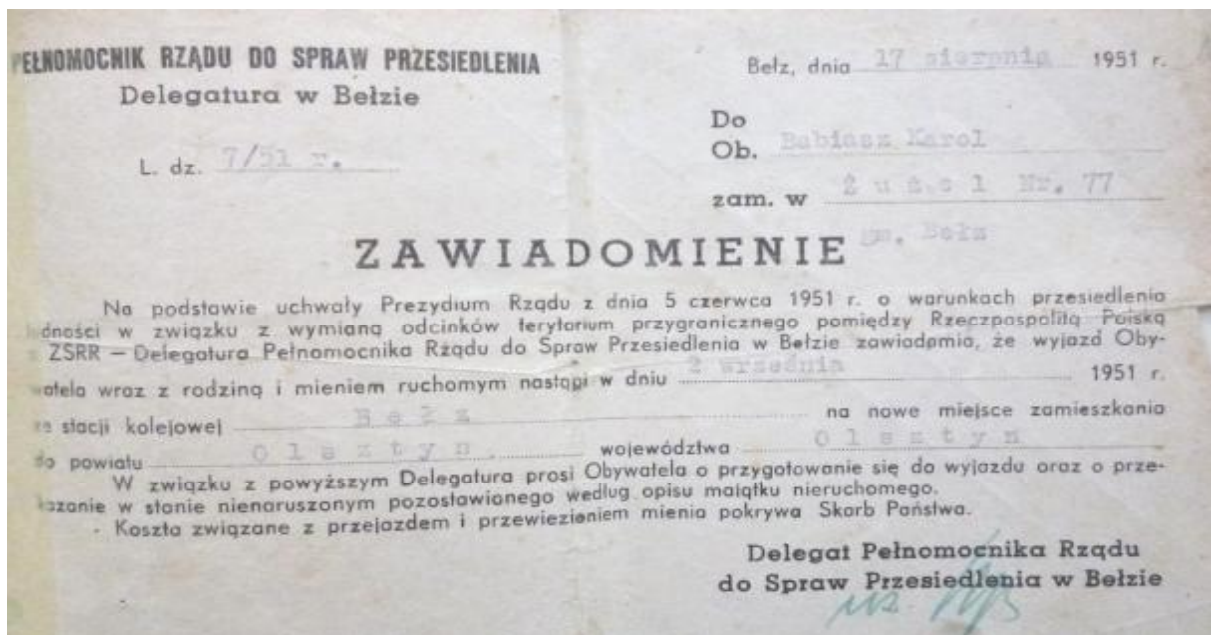 PEŁNOMOCNIK RZĄDU DO SPRAW PRZESIEDLENIA
Delegatura w Bełzie
L. dz. 7/51 r.
Bełz, dnia 17 sierpnia 1951 r.
Do
Ob. Babiasz Karol
zam. w Żużel Nr. 77
gm. Bełz
ZAWIADOMIENIE
Na podstawie uchwały Prezydium Rządu z dnia 5 czerwca 1951 r. o warunkach przesiedlenia
ludności w związku z wymianą odcinków terytorium przygranicznego pomiędzy Rzeczpospolitą Polską
z ZSRR — Delegatura Pełnomocnika Rządu do Spraw Przesiedlenia w Bełzie zawiadamia, że wyjazd Oby-
watela wraz z rodziną i mieniem ruchomym nastąpi w dniu 2 września 1951 r.
ze stacji kolejowej Bełz na nowe miejsce zamieszkania
do powiatu Olsztyn województwa Olsztyn
W związku z powyższym Delegatura prosi Obywatela o przygotowanie się do wyjazdu oraz o prze-
kazanie w stanie nienaruszonym pozostawionego według opisu majątku nieruchomego.
- Koszta związane z przejazdem i przewiezieniem mienia pokrywa Skarb Państwa.
Delegat Pełnomocnika Rządu
do Spraw Przesiedlenia w Bełzie